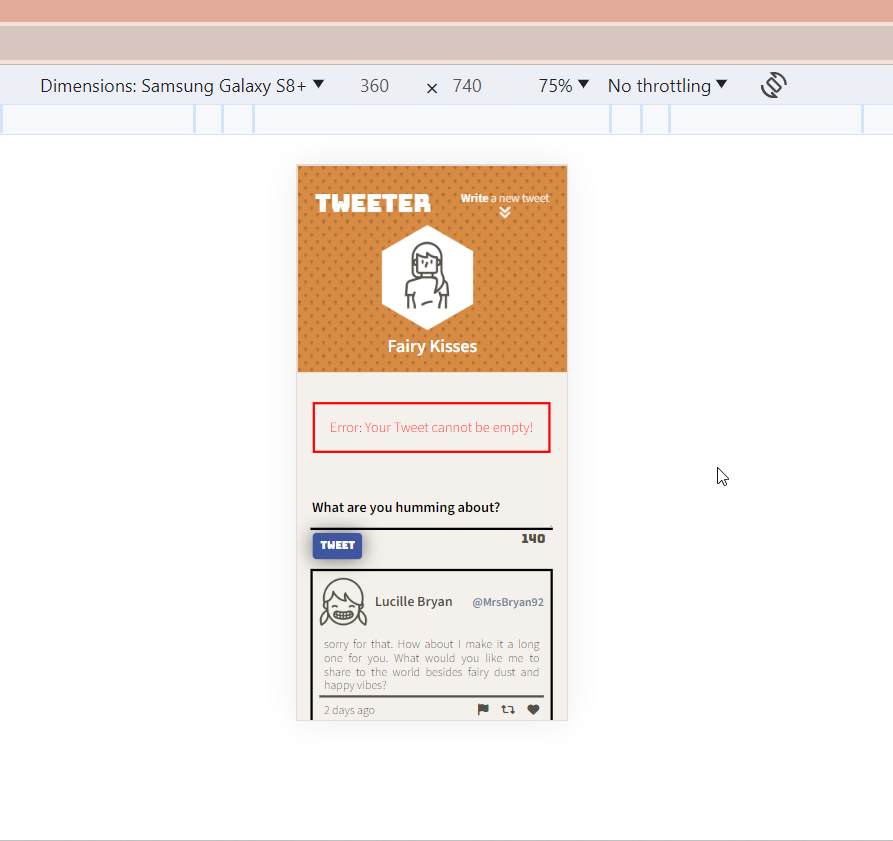 Dimensions: Samsung Galaxy S8+ 360 × 740 75% No throttling
TWEETER
Write a new tweet
Fairy Kisses
Error: Your Tweet cannot be empty!
What are you humming about?
TWEET
140
Lucille Bryan @MrsBryan92
sorry for that. How about I make it a long
one for you. What would you like me to
share to the world besides fairy dust and
happy vibes?
2 days ago